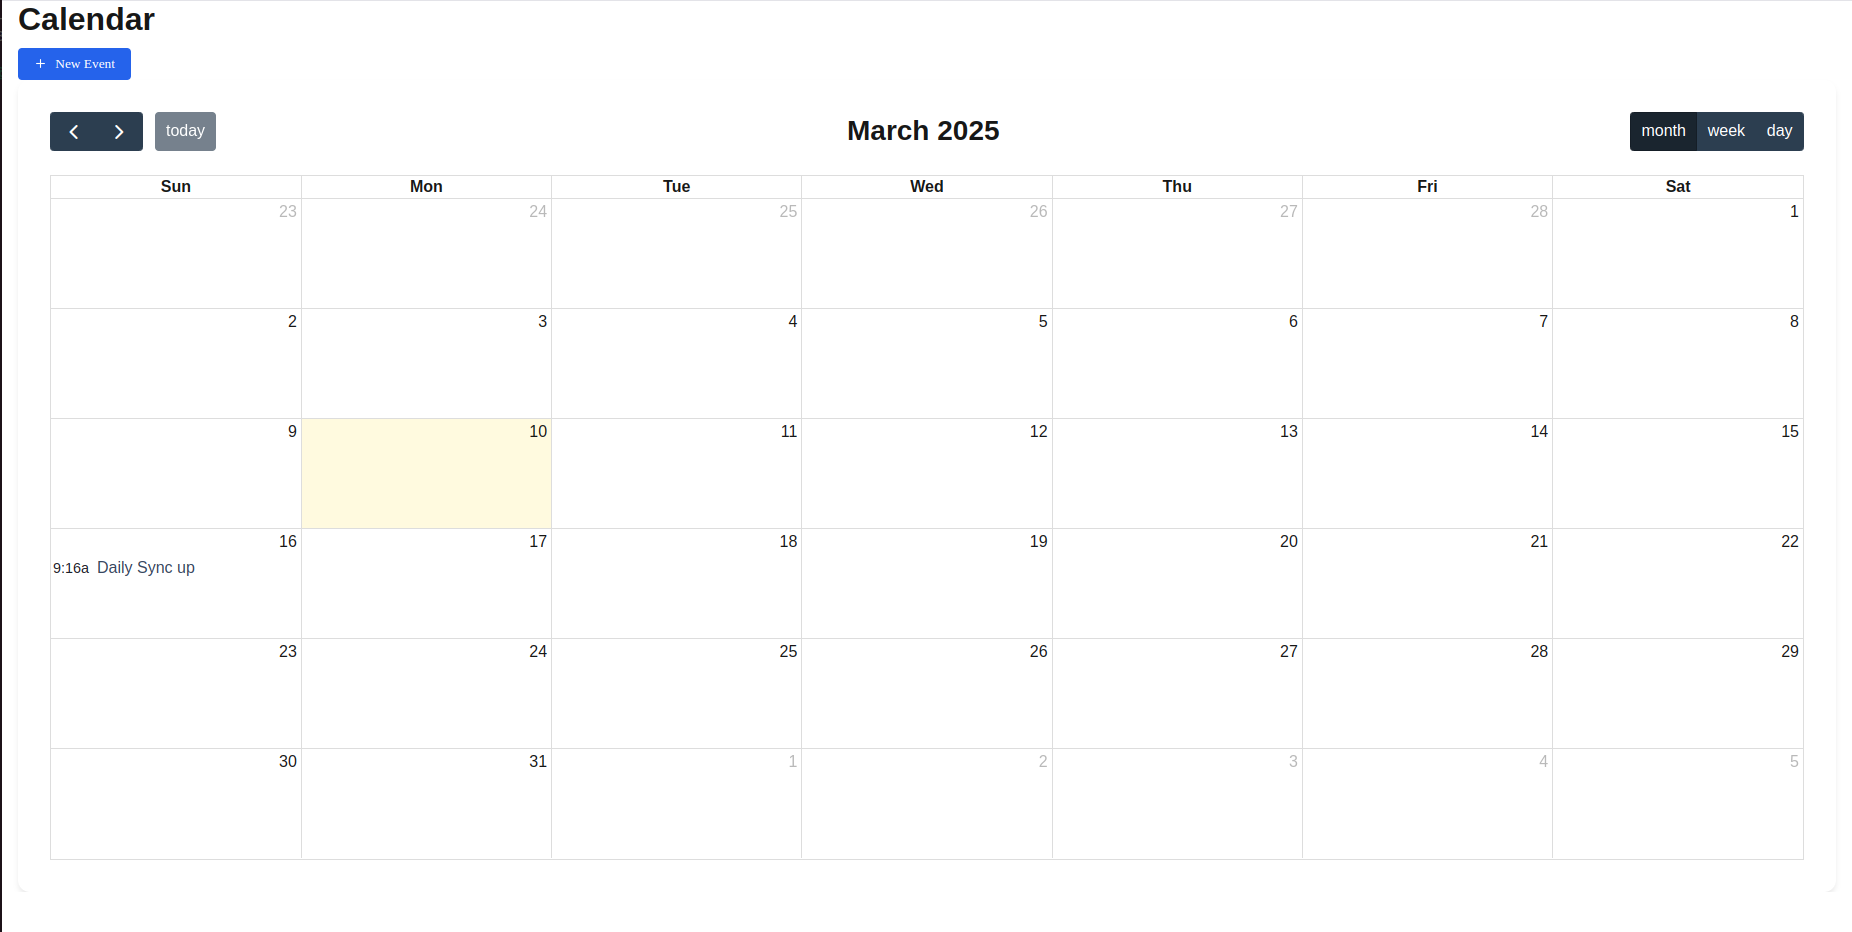 Calendar
+ New Event
today
March 2025
month week day
Sun Mon Tue Wed Thu Fri Sat
23 24 25 26 27 28 1
2 3 4 5 6 7 8
9 10 11 12 13 14 15
16 17 18 19 20 21 22
9:16a Daily Sync up
23 24 25 26 27 28 29
30 31 1 2 3 4 5